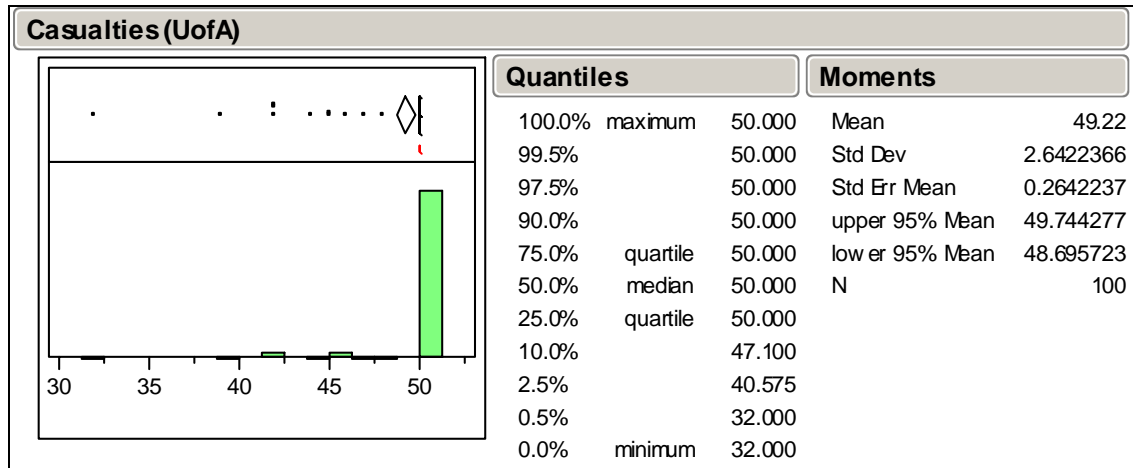 Casualties (UofA)
30 35 40 45 50
Quantiles
100.0% maximum 50.000
99.5% 50.000
97.5% 50.000
90.0% 50.000
75.0% quartile 50.000
50.0% median 50.000
25.0% quartile 50.000
10.0% 47.100
2.5% 40.575
0.5% 32.000
0.0% minimum 32.000
Moments
Mean 49.22
Std Dev 2.6422366
Std Err Mean 0.2642237
upper 95% Mean 49.744277
lower 95% Mean 48.695723
N 100